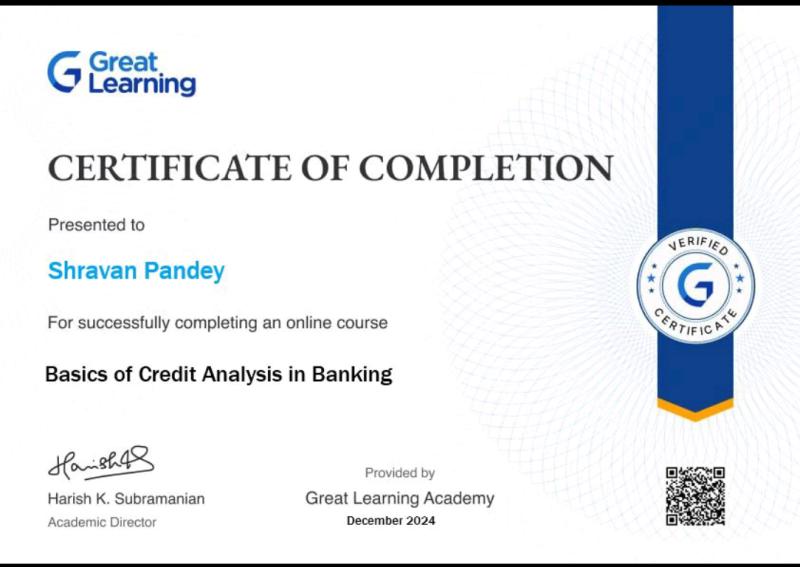 Great
Learning
CERTIFICATE OF COMPLETION
Presented to
Shravan Pandey
For successfully completing an online course
Basics of Credit Analysis in Banking
VERIFIED
G
CERTIFICATE
Harish K. Subramanian
Academic Director
Provided by
Great Learning Academy
December 2024